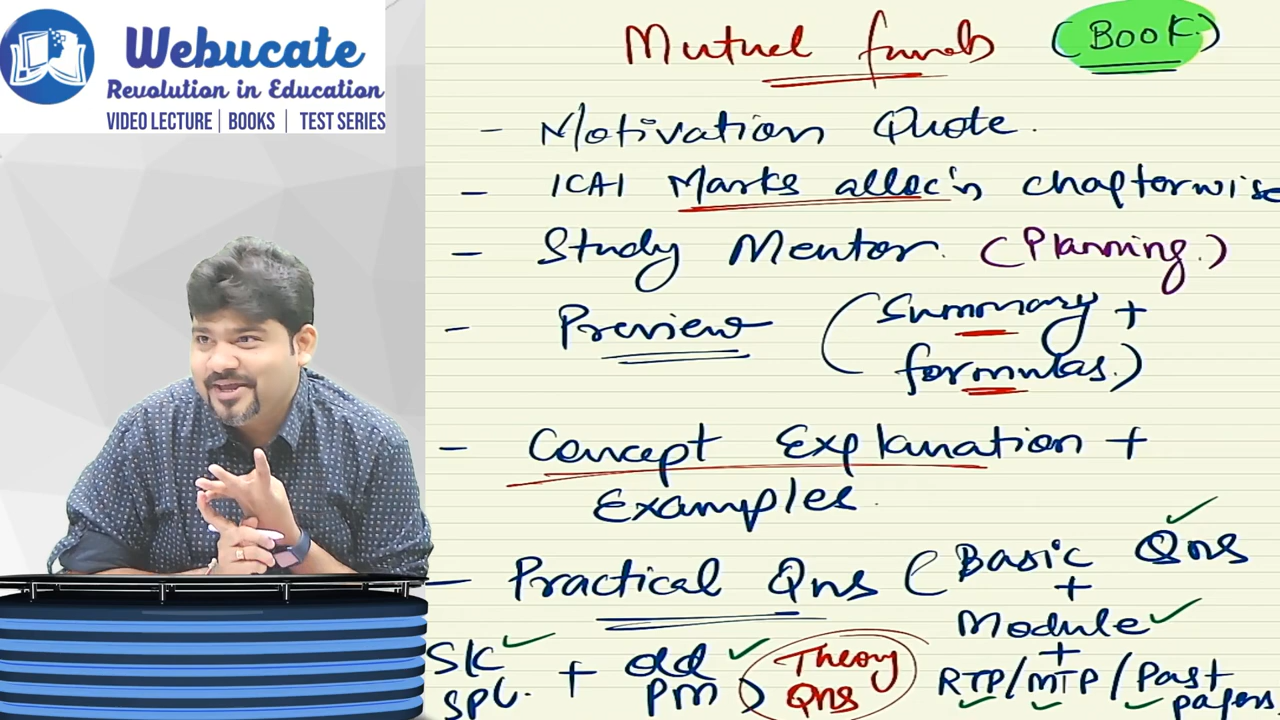 Webucate
Revolution in Education
VIDEO LECTURE | BOOKS | TEST SERIES
Mutual funds (Book)
- Motivation Quote.
- ICAI Marks alloc'n chapterwise
- Study Mentor. (Planning.)
- Preview (Summary +
formulas.)
- Concept Explanation +
Examples.
- Practical Qns (Basic Qns
+
Module
+
RTP/MTP/Past papers
SK spl. + old PM) Theory Qns